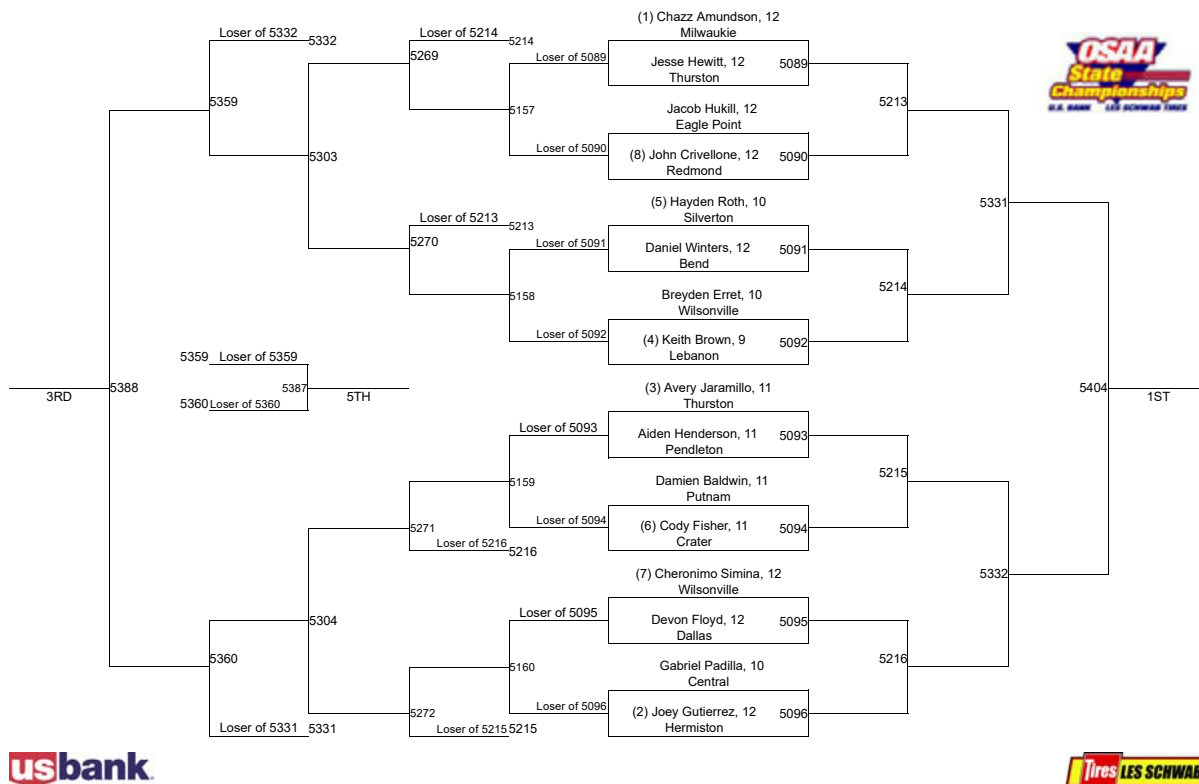 (1) Chazz Amundson, 12
Milwaukie
Loser of 5332
5332
Loser of 5214
5214
Loser of 5089
Jesse Hewitt, 12
Thurston
5089
5269
5359
5157
5213
Jacob Hukill, 12
Eagle Point
Loser of 5090
(8) John Crivellone, 12
Redmond
5090
5303
OSAA
State
Championships
U.S. BANK LES SCHWAB TIRES
(5) Hayden Roth, 10
Silverton
5331
Loser of 5213
5213
5270
Loser of 5091
Daniel Winters, 12
Bend
5091
5158
5214
Breyden Erret, 10
Wilsonville
Loser of 5092
(4) Keith Brown, 9
Lebanon
5092
5359
Loser of 5359
5388
5387
3RD
5TH
5360
Loser of 5360
(3) Avery Jaramillo, 11
Thurston
5404
1ST
Loser of 5093
Aiden Henderson, 11
Pendleton
5093
5159
5215
Damien Baldwin, 11
Putnam
5271
Loser of 5094
(6) Cody Fisher, 11
Crater
5094
Loser of 5216
5216
(7) Cheronimo Simina, 12
Wilsonville
5332
Loser of 5095
Devon Floyd, 12
Dallas
5095
5304
5360
5160
5216
Gabriel Padilla, 10
Central
5272
Loser of 5096
(2) Joey Gutierrez, 12
Hermiston
5096
Loser of 5331
5331
Loser of 5215
5215
usbank
Tires LES SCHWAB